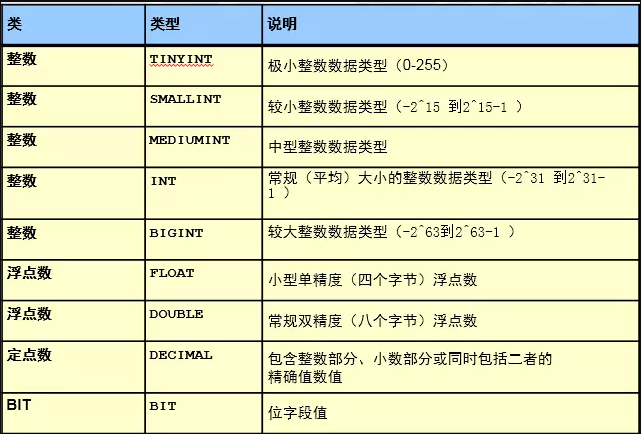 类 类型 说明
整数 TINYINT 极小整数数据类型（0-255）
整数 SMALLINT 较小整数数据类型（-2^15 到2^15-1 ）
整数 MEDIUMINT 中型整数数据类型
整数 INT 常规（平均）大小的整数数据类型（-2^31 到2^31-
1 ）
整数 BIGINT 较大整数数据类型（-2^63到2^63-1 ）
浮点数 FLOAT 小型单精度（四个字节）浮点数
浮点数 DOUBLE 常规双精度（八个字节）浮点数
定点数 DECIMAL 包含整数部分、小数部分或同时包括二者的
精确值数值
BIT BIT 位字段值